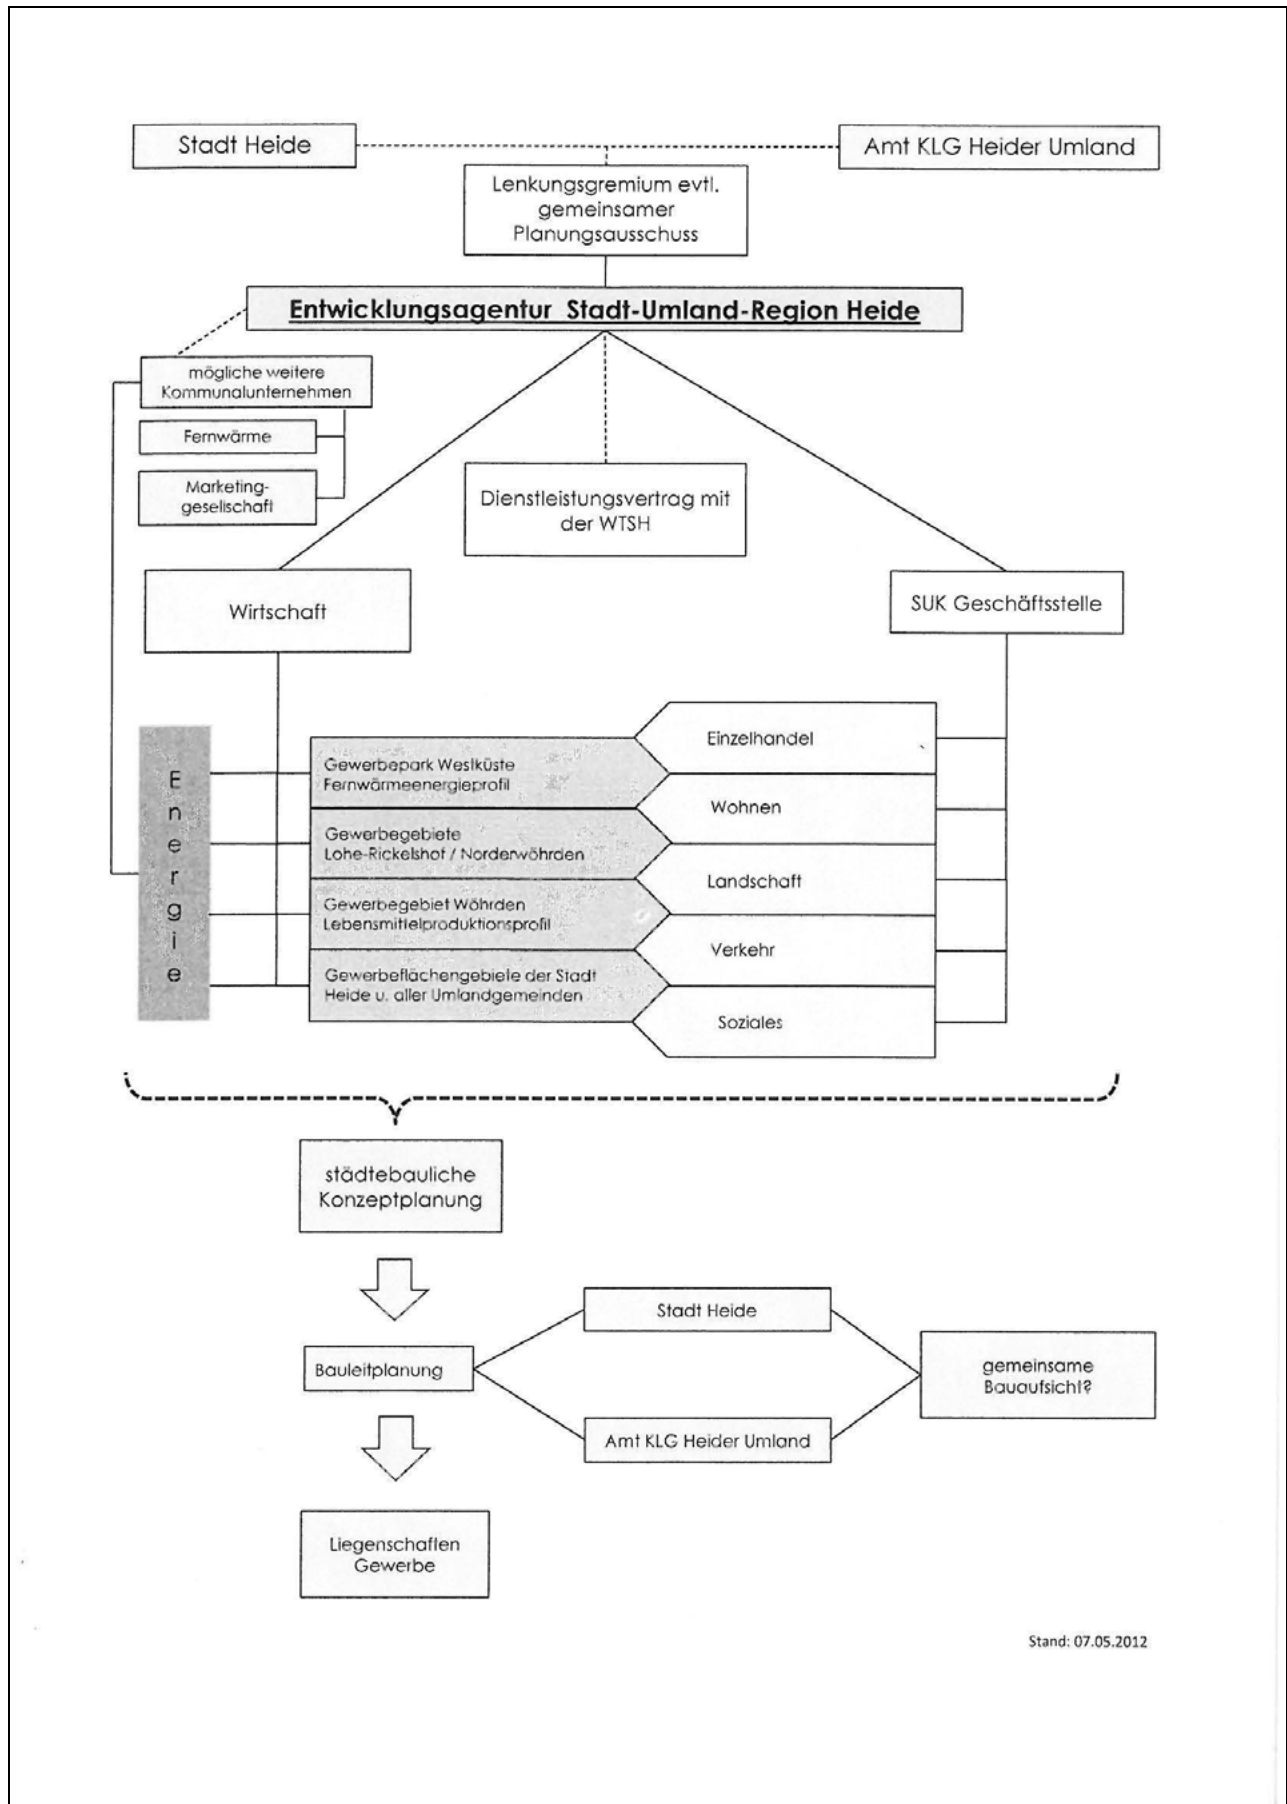 Stadt Heide
Amt KLG Heider Umland
Lenkungsgremium evtl.
gemeinsamer
Planungsausschuss
Entwicklungsagentur Stadt-Umland-Region Heide
mögliche weitere
Kommunalunternehmen
Fernwärme
Marketing-
gesellschaft
Dienstleistungsvertrag mit
der WTSH
Wirtschaft
SUK Geschäftsstelle
Energie
Gewerbepark Westküste
Fernwärmeenergieprofil
Gewerbegebiete
Lohe-Rickelshof / Norderwöhrden
Gewerbegebiet Wöhrden
Lebensmittelproduktionsprofil
Gewerbeflächengebiete der Stadt
Heide u. aller Umlandgemeinden
Einzelhandel
Wohnen
Landschaft
Verkehr
Soziales
städtebauliche
Konzeptplanung
Bauleitplanung
Stadt Heide
Amt KLG Heider Umland
gemeinsame
Bauaufsicht?
Liegenschaften
Gewerbe
Stand: 07.05.2012